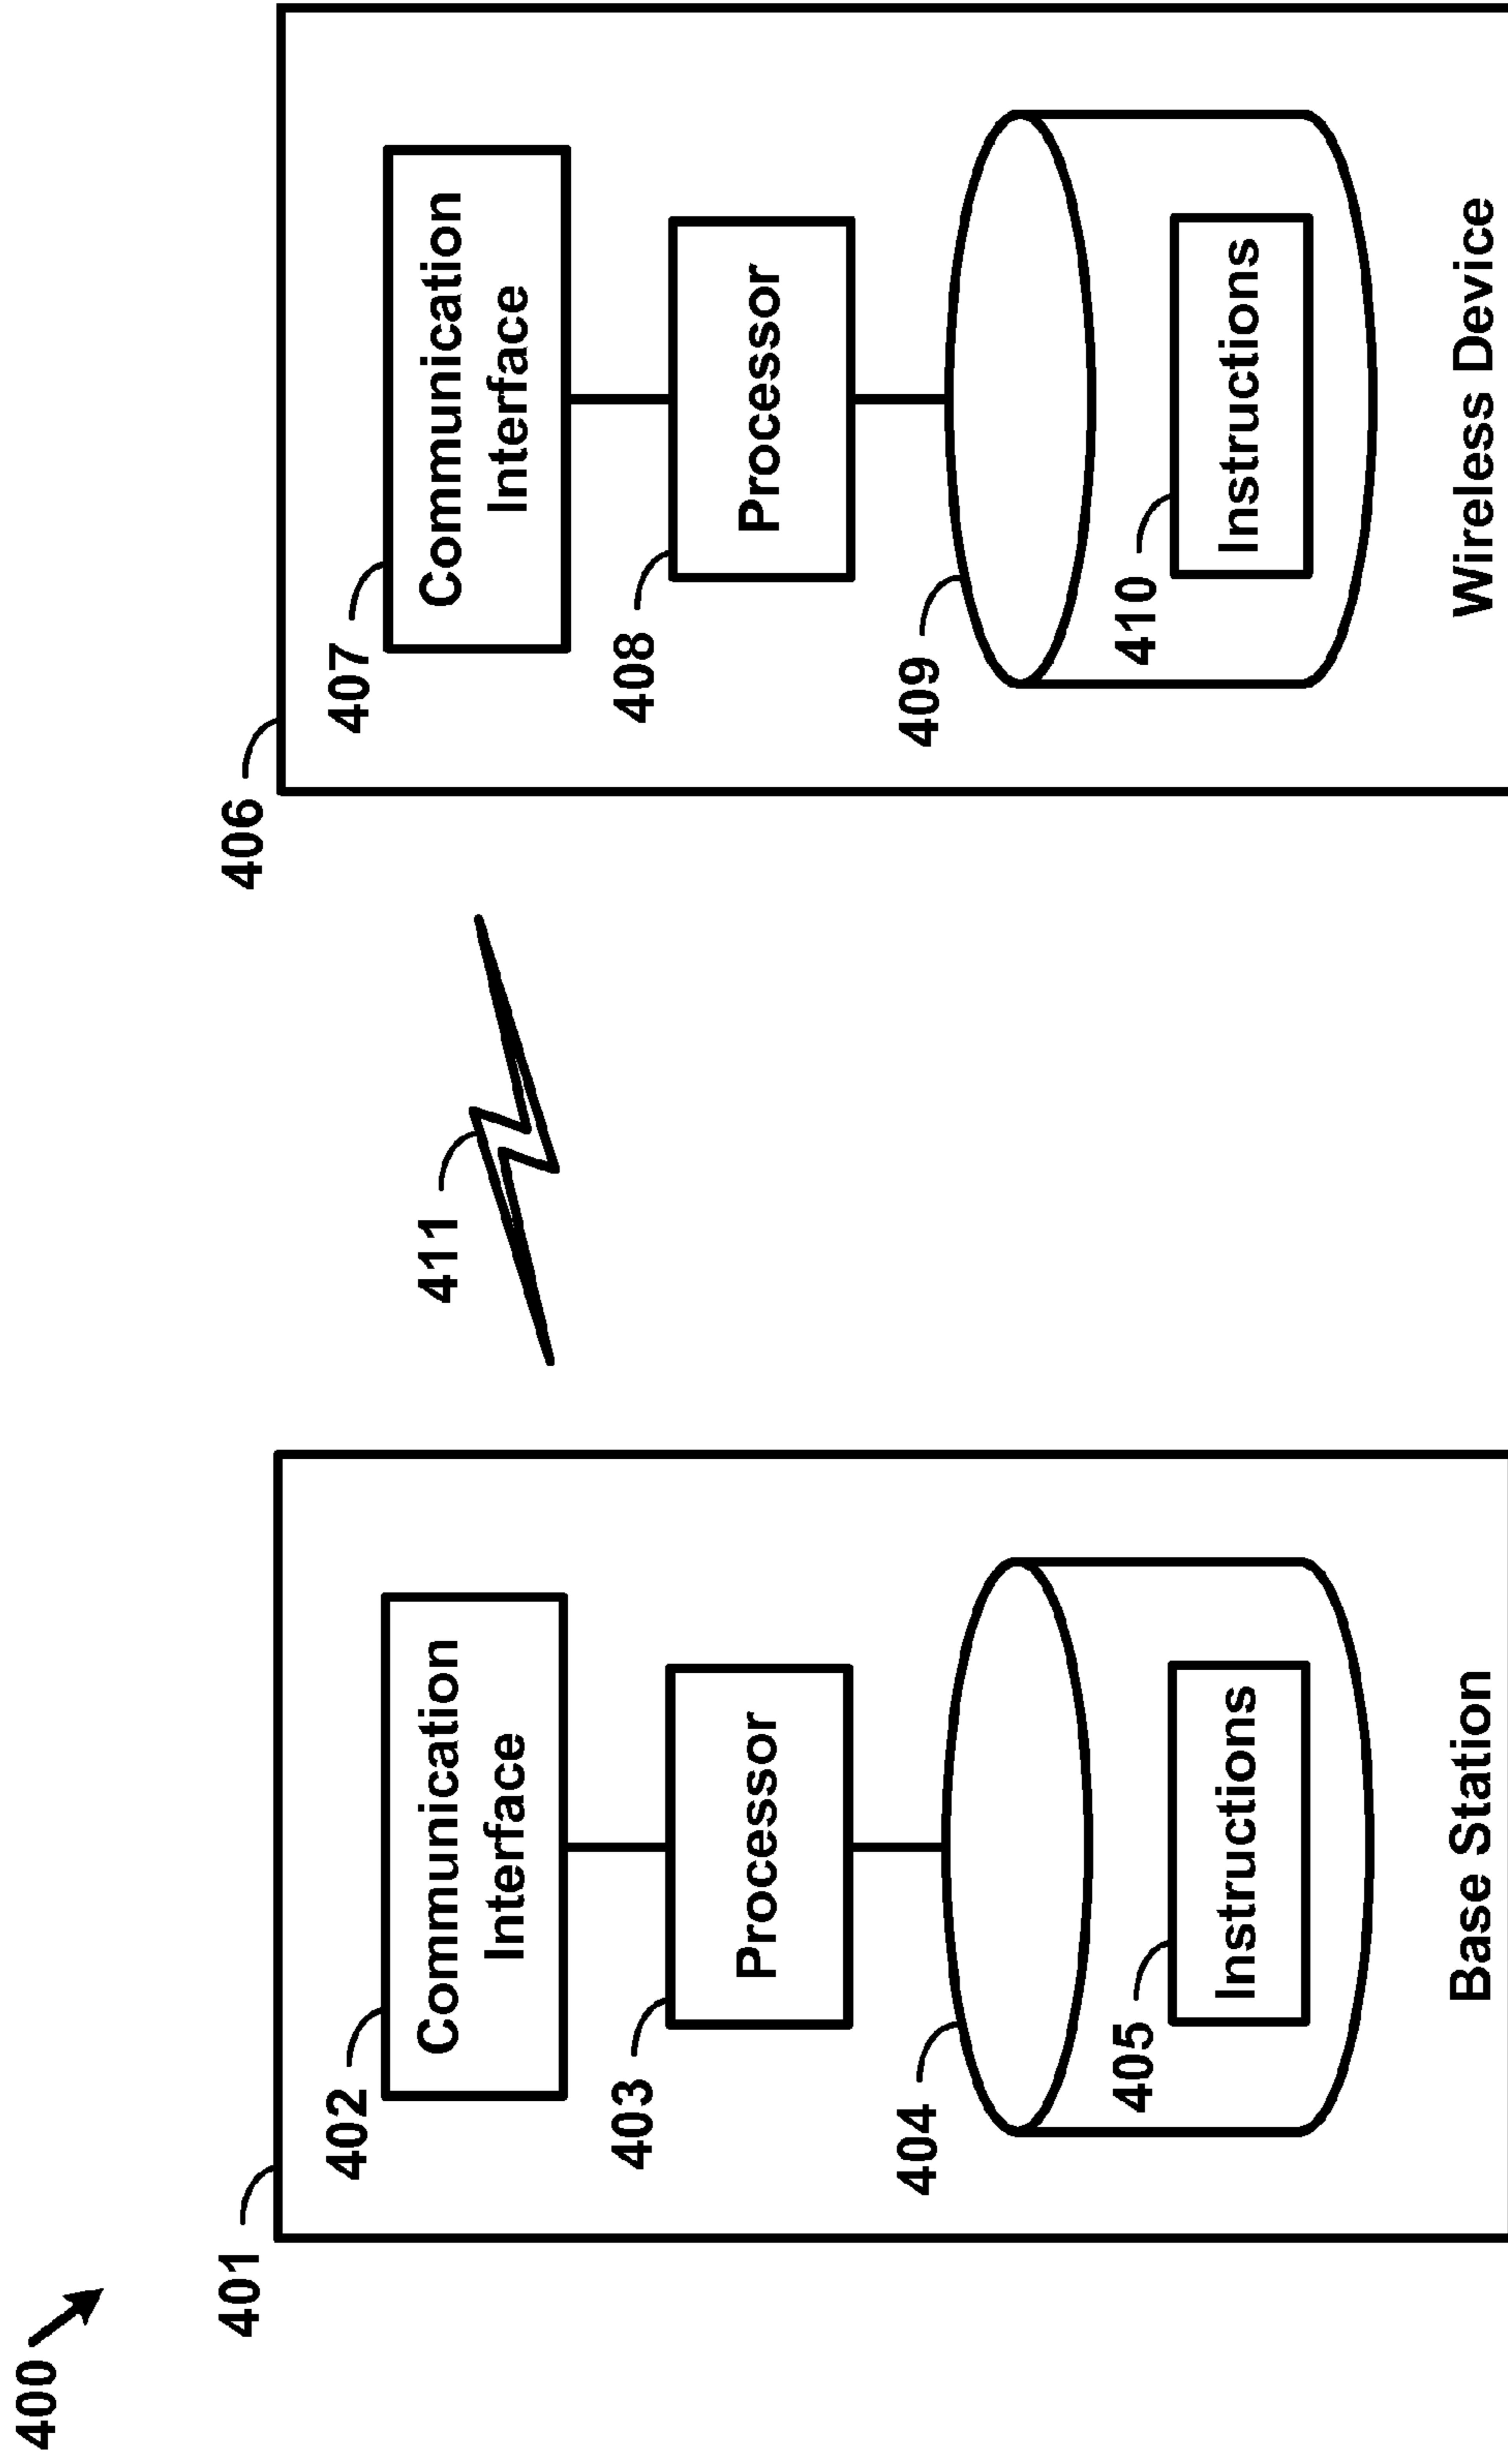 400
401
402
Communication
Interface
403
Processor
404
405
Instructions
Base Station
411
406
407
Communication
Interface
408
Processor
409
410
Instructions
Wireless Device